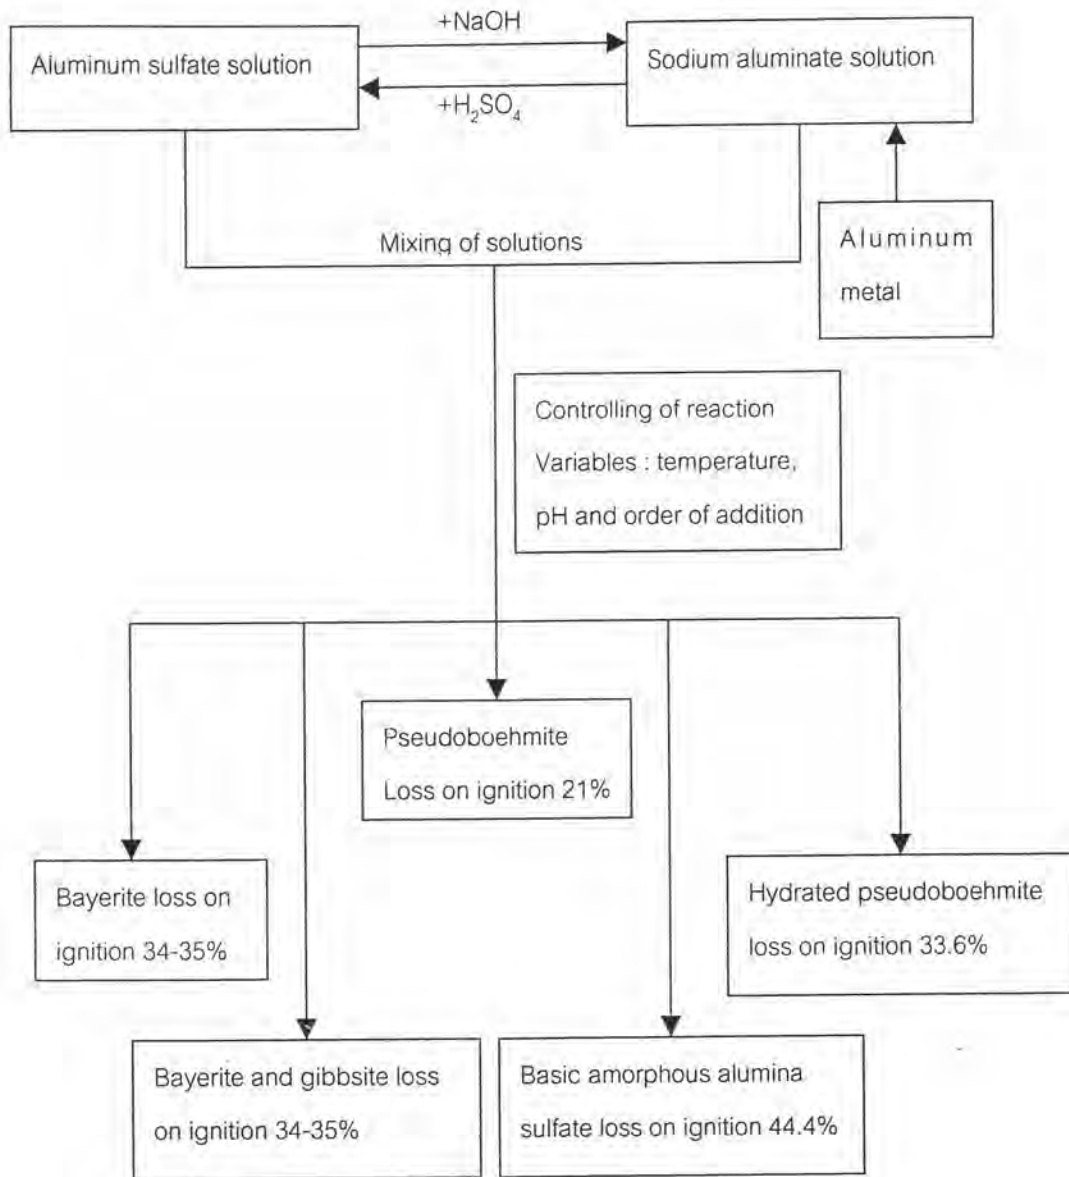 +NaOH
Aluminum sulfate solution
Sodium aluminate solution
+H₂SO₄
Mixing of solutions
Aluminum
metal
Controlling of reaction
Variables : temperature,
pH and order of addition
Pseudoboehmite
Loss on ignition 21%
Bayerite loss on
ignition 34-35%
Hydrated pseudoboehmite
loss on ignition 33.6%
Bayerite and gibbsite loss
on ignition 34-35%
Basic amorphous alumina
sulfate loss on ignition 44.4%